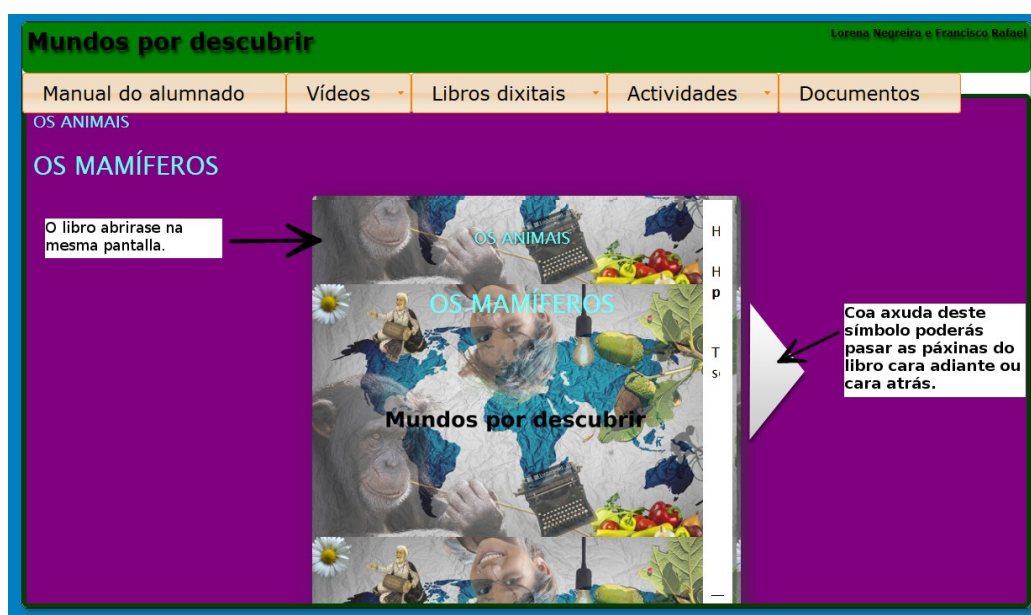 Mundos por descubrir
Lorena Negreira e Francisco Rafael
Manual do alumnado
Vídeos
Libros dixitais
Actividades
Documentos
OS ANIMAIS
OS MAMÍFEROS
O libro abrirase na
mesma pantalla.
OS ANIMAIS
OS MAMÍFEROS
Mundos por descubrir
H
H
p
T
Coa axuda deste
símbolo poderás
pasar as páxinas do
libro cara adiante ou
cara atrás.